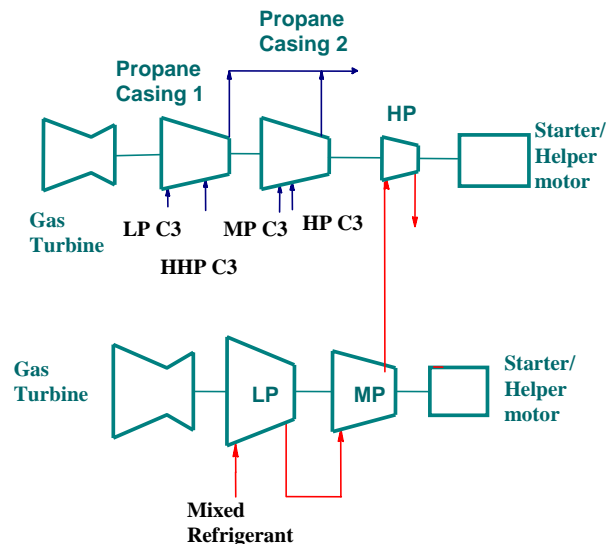 Propane
Casing 2
Propane
Casing 1
HP
Starter/
Helper
motor
Gas
Turbine
LP C3
MP C3
HP C3
HHP C3
Gas
Turbine
LP
MP
Starter/
Helper
motor
Mixed
Refrigerant